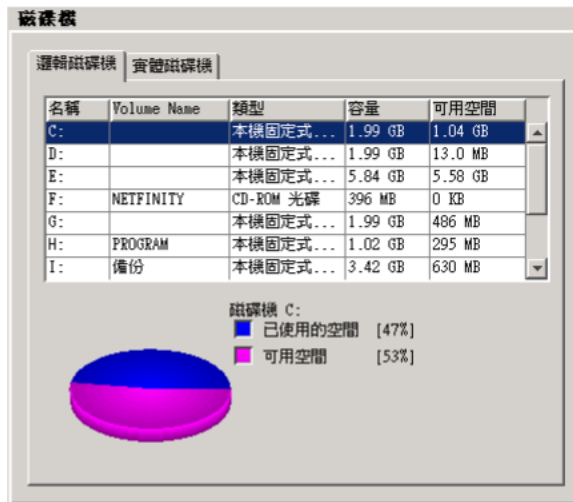 磁碟機
邏輯磁碟機 實體磁碟機
名稱 Volume Name 類型 容量 可用空間
C: 本機固定式... 1.99 GB 1.04 GB
D: 本機固定式... 1.99 GB 13.0 MB
E: 本機固定式... 5.84 GB 5.58 GB
F: NETFINITY CD-ROM 光碟 396 MB 0 KB
G: 本機固定式... 1.99 GB 486 MB
H: PROGRAM 本機固定式... 1.02 GB 295 MB
I: 備份 本機固定式... 3.42 GB 630 MB
磁碟機 C:
已使用的空間 [47%]
可用空間 [53%]